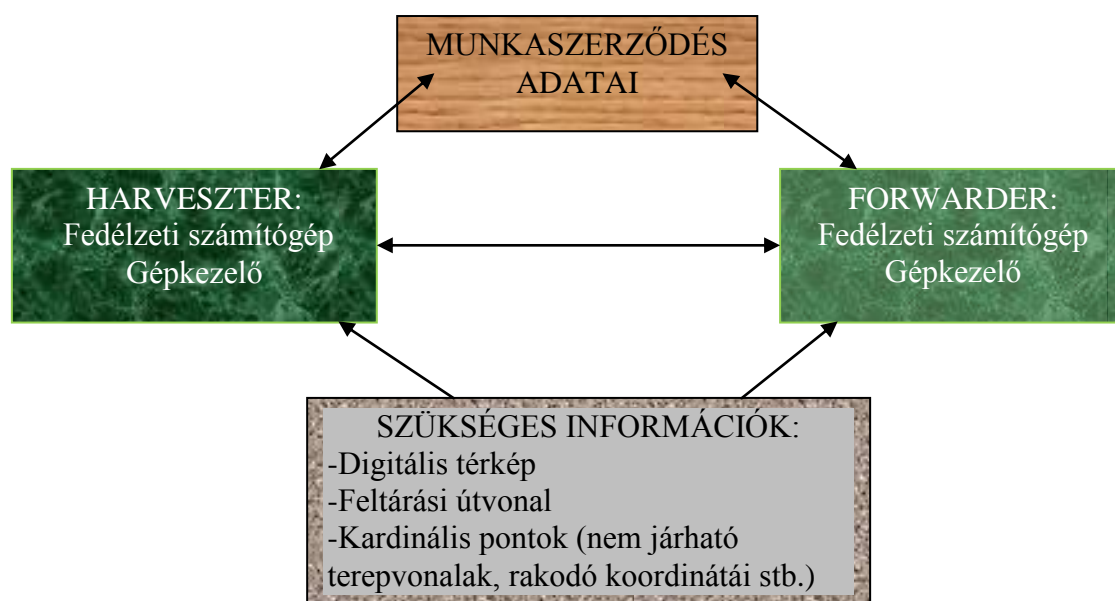 MUNKASZERZŐDÉS
ADATAI
HARVESZTER:
Fedélzeti számítógép
Gépkezelő
FORWARDER:
Fedélzeti számítógép
Gépkezelő
SZÜKSÉGES INFORMÁCIÓK:
-Digitális térkép
-Feltárási útvonal
-Kardinális pontok (nem járható
terepvonalak, rakodó koordinátái stb.)